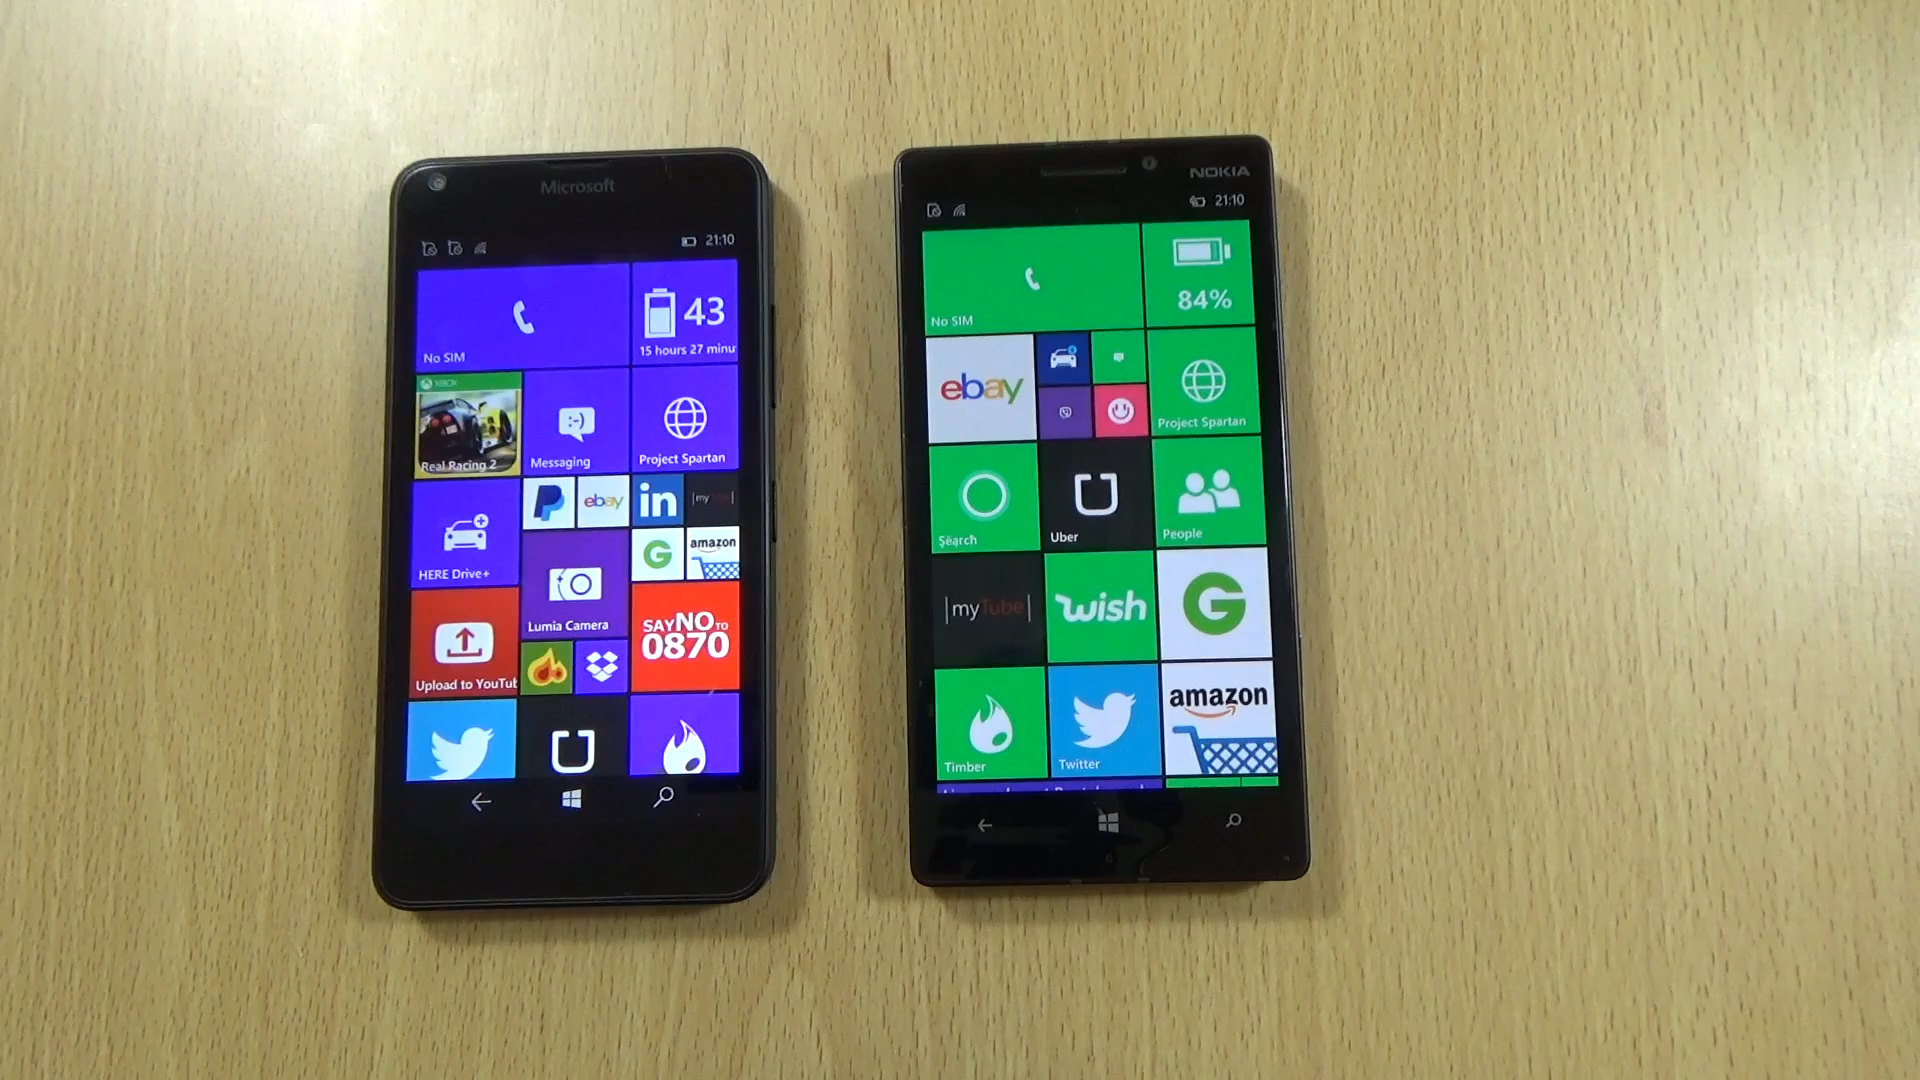 Microsoft
21:10
No SIM
43
15 hours 27 minu
XBOX
Real Racing 2
Messaging
Project Spartan
HERE Drive+
P
ebay
in
|myTube|
G
amazon
Lumia Camera
Upload to YouTub
SAY NO TO
0870
NOKIA
21:10
No SIM
84%
ebay
Project Spartan
Search
Uber
People
|myTube|
wish
G
Timber
Twitter
amazon